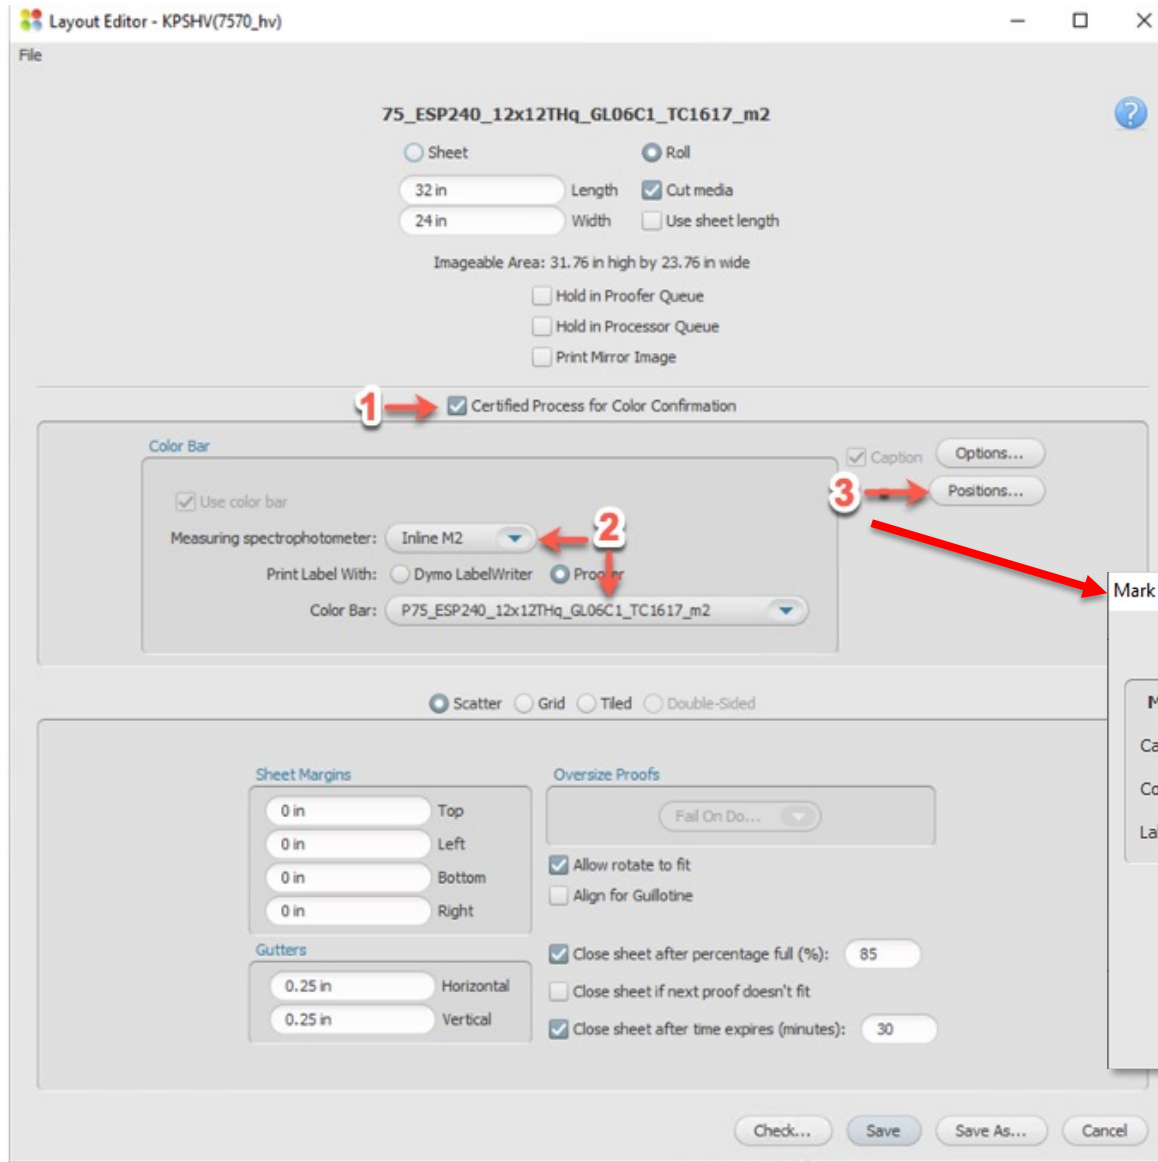 Layout Editor - KPSHV(7570_hv)
File
75_ESP240_12x12THq_GL06C1_TC1617_m2
?
Sheet Roll
32 in Length Cut media
24 in Width Use sheet length
Imageable Area: 31.76 in high by 23.76 in wide
Hold in Proofer Queue
Hold in Processor Queue
Print Mirror Image
1 Certified Process for Color Confirmation
Color Bar
Caption Options...
3 Positions...
Use color bar
Measuring spectrophotometer: Inline M2 2
Print Label With: Dymo LabelWriter Proofer
Color Bar: P75_ESP240_12x12THq_GL06C1_TC1617_m2
Mark
Scatter Grid Tiled Double-Sided
M
Ca
Co
Lal
Sheet Margins Oversize Proofs
0 in Top Fail On Do...
0 in Left
0 in Bottom Allow rotate to fit
0 in Right Align for Guillotine
Gutters
Close sheet after percentage full (%): 85
0.25 in Horizontal Close sheet if next proof doesn't fit
0.25 in Vertical Close sheet after time expires (minutes): 30
Check... Save Save As... Cancel